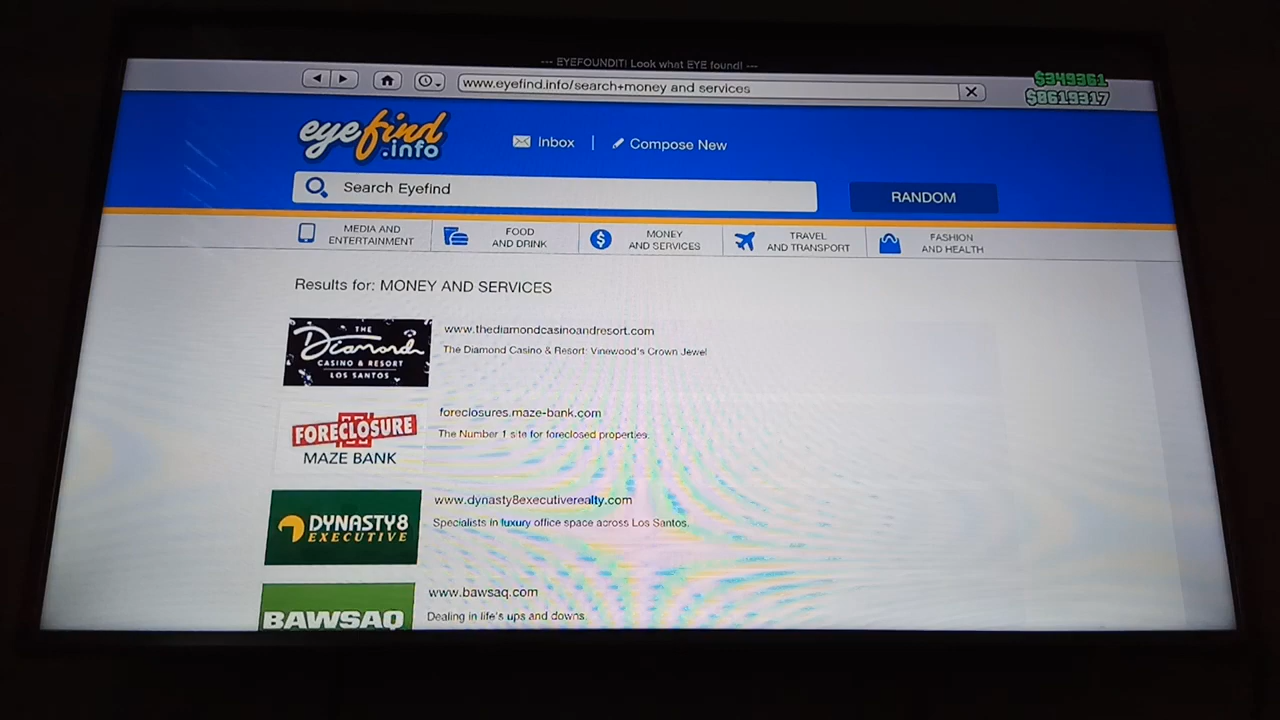 --- EYEFOUNDIT! Look what EYE found! ---
www.eyefind.info/search+money and services
$349361
$8619317
eyefind
.info
Inbox
Compose New
Search Eyefind
RANDOM
MEDIA AND
ENTERTAINMENT
FOOD
AND DRINK
MONEY
AND SERVICES
TRAVEL
AND TRANSPORT
FASHION
AND HEALTH
Results for: MONEY AND SERVICES
THE
Diamond
CASINO & RESORT
LOS SANTOS
www.thediamondcasinoandresort.com
The Diamond Casino & Resort: Vinewood's Crown Jewel
FORECLOSURE
MAZE BANK
foreclosures.maze-bank.com
The Number 1 site for foreclosed properties.
DYNASTY8
EXECUTIVE
www.dynasty8executiverealty.com
Specialists in luxury office space across Los Santos.
BAWSAQ
www.bawsaq.com
Dealing in life's ups and downs.